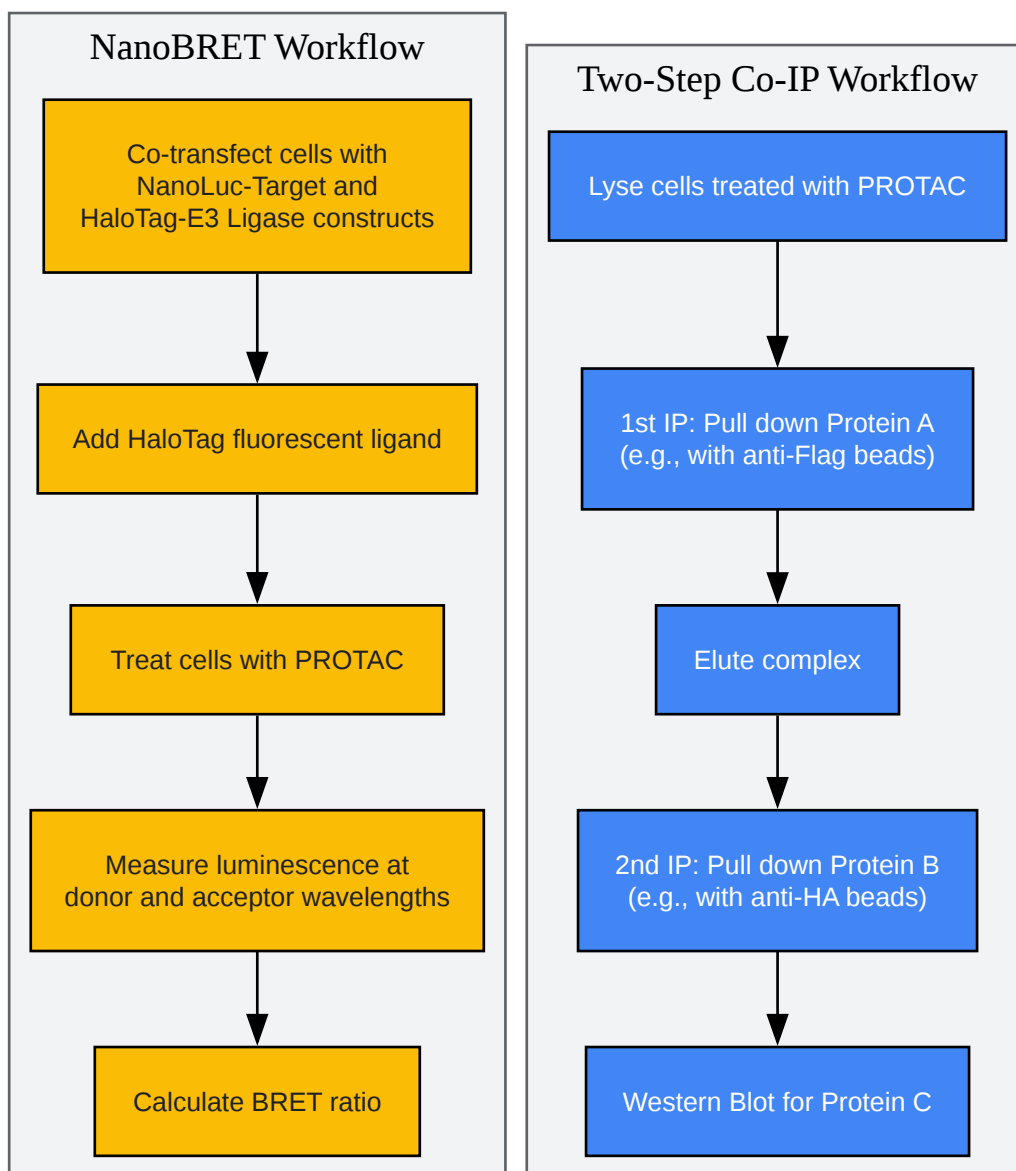 NanoBRET Workflow
Co-transfect cells with
NanoLuc-Target and
HaloTag-E3 Ligase constructs
Add HaloTag fluorescent ligand
Treat cells with PROTAC
Measure luminescence at
donor and acceptor wavelengths
Calculate BRET ratio
Two-Step Co-IP Workflow
Lyse cells treated with PROTAC
1st IP: Pull down Protein A
(e.g., with anti-Flag beads)
Elute complex
2nd IP: Pull down Protein B
(e.g., with anti-HA beads)
Western Blot for Protein C